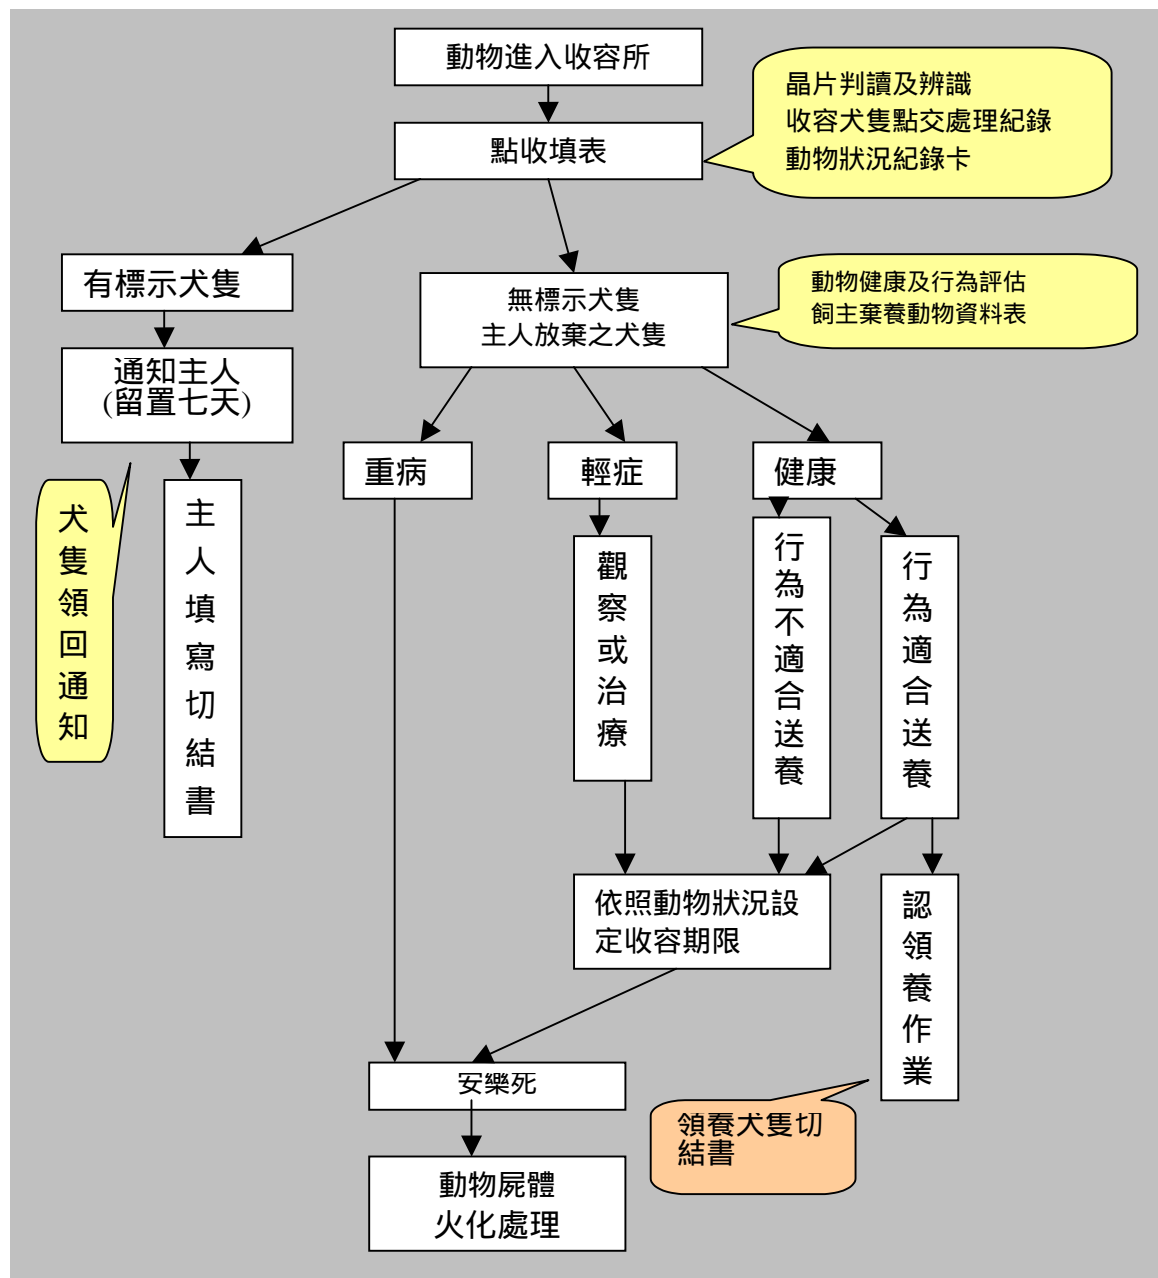 動物進入收容所
點收填表
晶片判讀及辨識
收容犬隻點交處理紀錄
動物狀況紀錄卡
有標示犬隻
無標示犬隻
主人放棄之犬隻
動物健康及行為評估
飼主棄養動物資料表
通知主人
(留置七天)
重病
輕症
健康
犬隻領回通知
主人填寫切結書
觀察或治療
行為不適合送養
行為適合送養
依照動物狀況設
定收容期限
認領養作業
安樂死
領養犬隻切
結書
動物屍體
火化處理